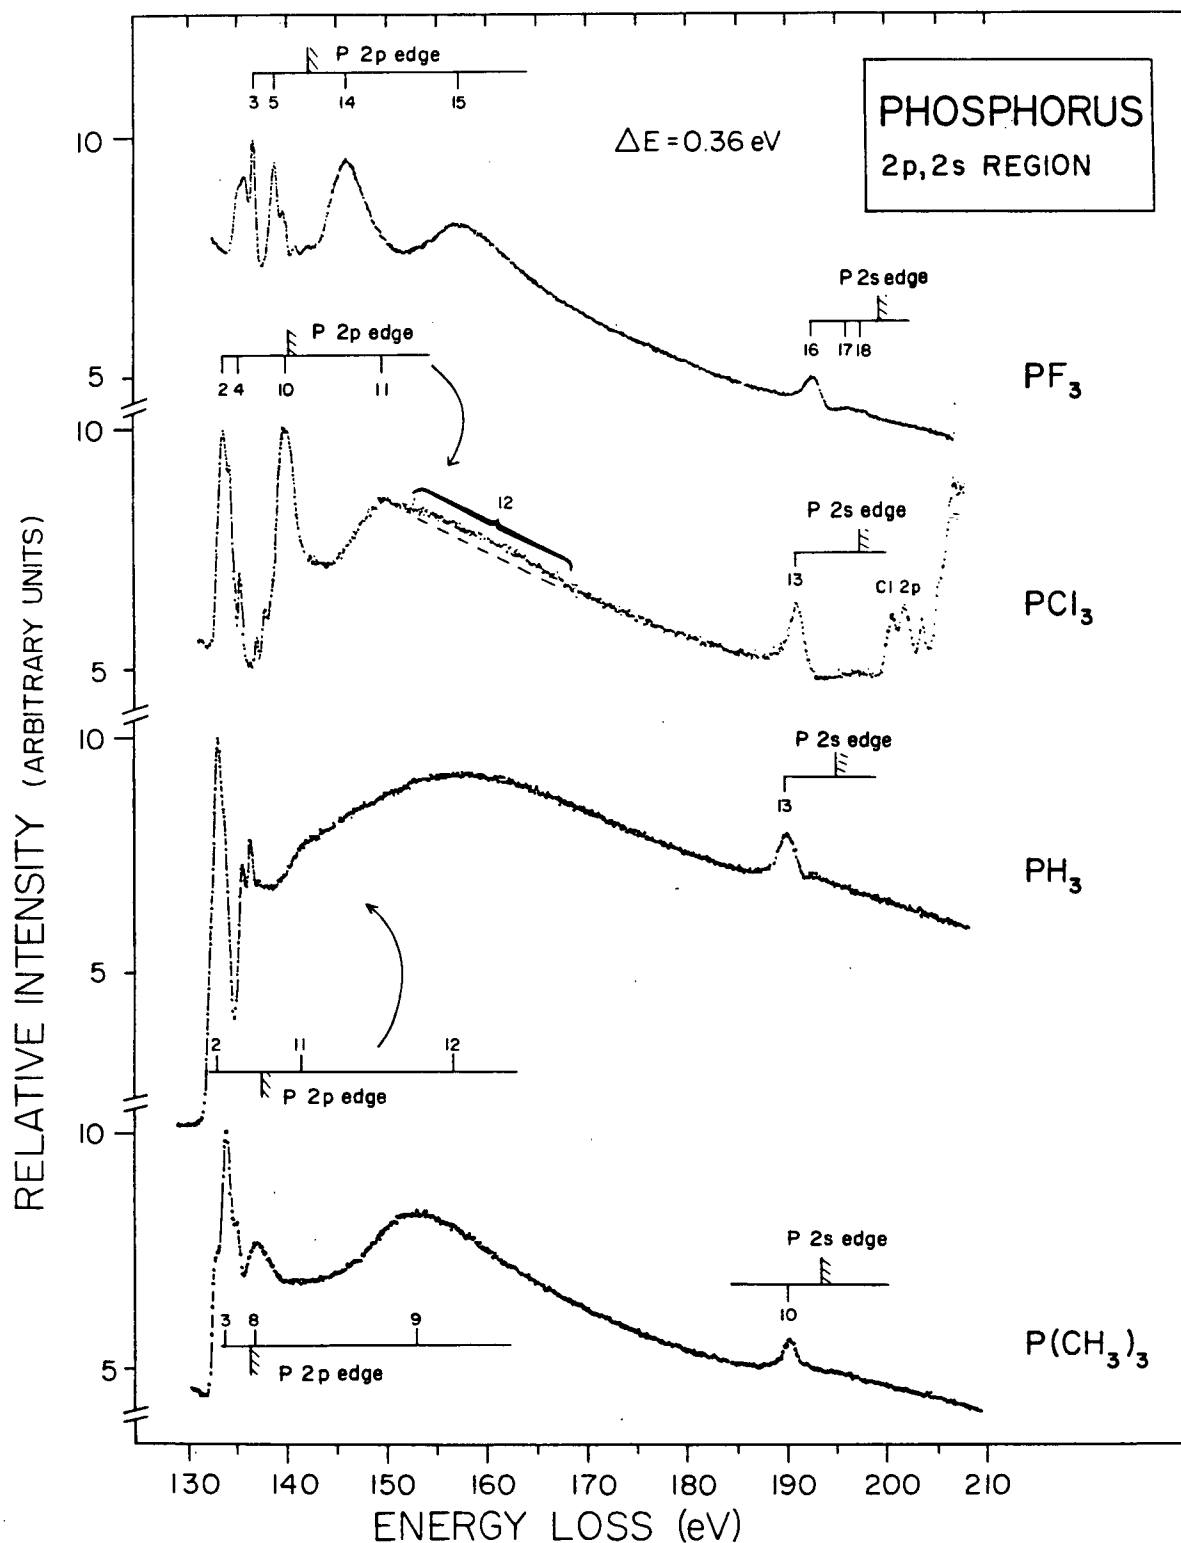 P 2p edge
3 5 14 15
PHOSPHORUS
2p,2s REGION
ΔE = 0.36 eV
10
P 2s edge
16 17 18
5
PF₃
P 2p edge
2 4 10 11
10
12
P 2s edge
13
Cl 2p
PCl₃
5
10
P 2s edge
13
PH₃
5
2 11 12
P 2p edge
10
P 2s edge
10
3 8 9
P 2p edge
P(CH₃)₃
5
RELATIVE INTENSITY (ARBITRARY UNITS)
130 140 150 160 170 180 190 200 210
ENERGY LOSS (eV)